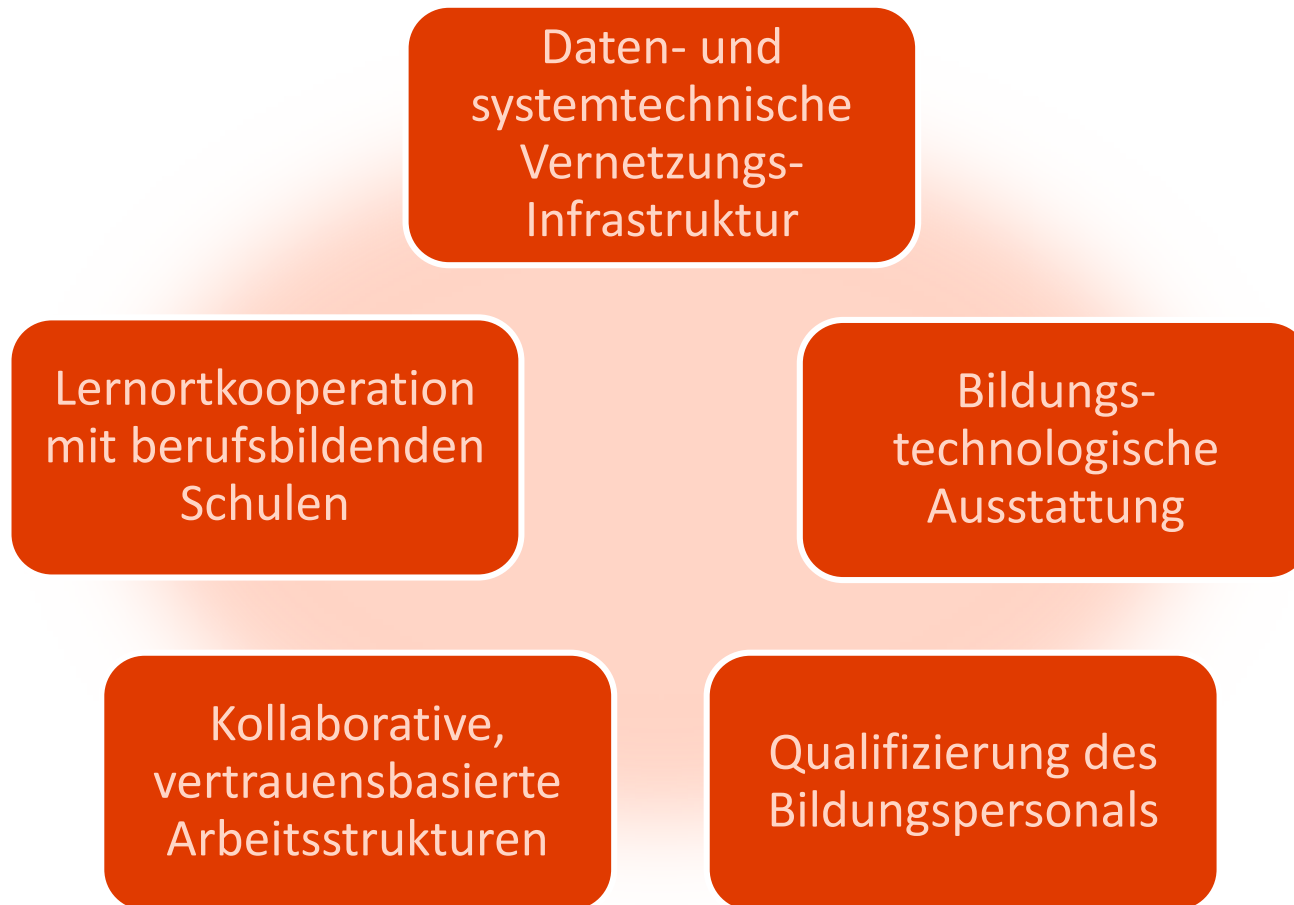 Daten- und
systemtechnische
Vernetzungs-
Infrastruktur
Lernortkooperation
mit berufsbildenden
Schulen
Bildungs-
technologische
Ausstattung
Kollaborative,
vertrauensbasierte
Arbeitsstrukturen
Qualifizierung des
Bildungspersonals